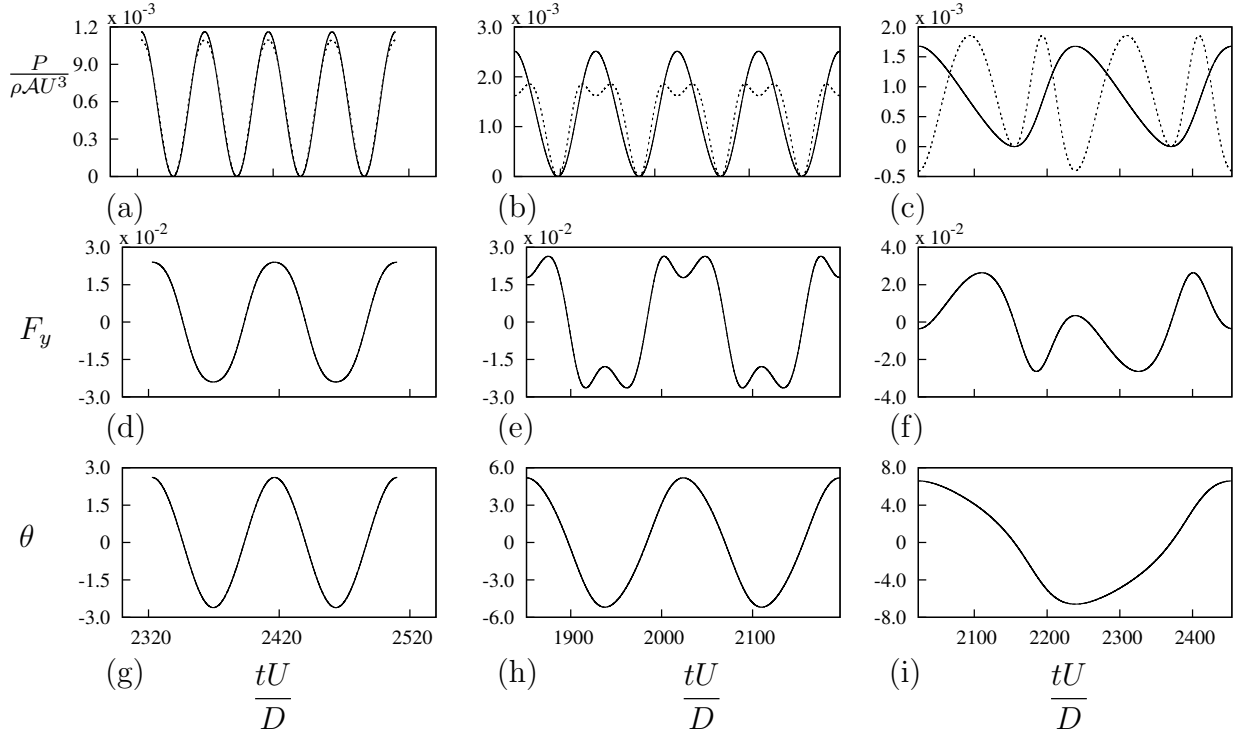 x 10-3 x 10-3 x 10-3
1.2 3.0 3.0
P/ρAU3 9.0 2.5
2.0 2.0
0.6 1.5
1.0 1.0
0.3 0.5
0
0 0 -0.5
(a) (b) (c)
x 10-2 x 10-2 x 10-2
3.0 3.0 4.0
1.5 1.5 2.0
Fy 0 0 0
-1.5 -1.5 -2.0
-3.0 -3.0 -4.0
(d) (e) (f)
3.0 6.0 8.0
1.5 3.0 4.0
θ 0 0 0
-1.5 -3.0 -4.0
-3.0 -6.0 -8.0
2320 2420 2520 1900 2000 2100 2100 2200 2300 2400
(g) (h) (i)
tU/D tU/D tU/D